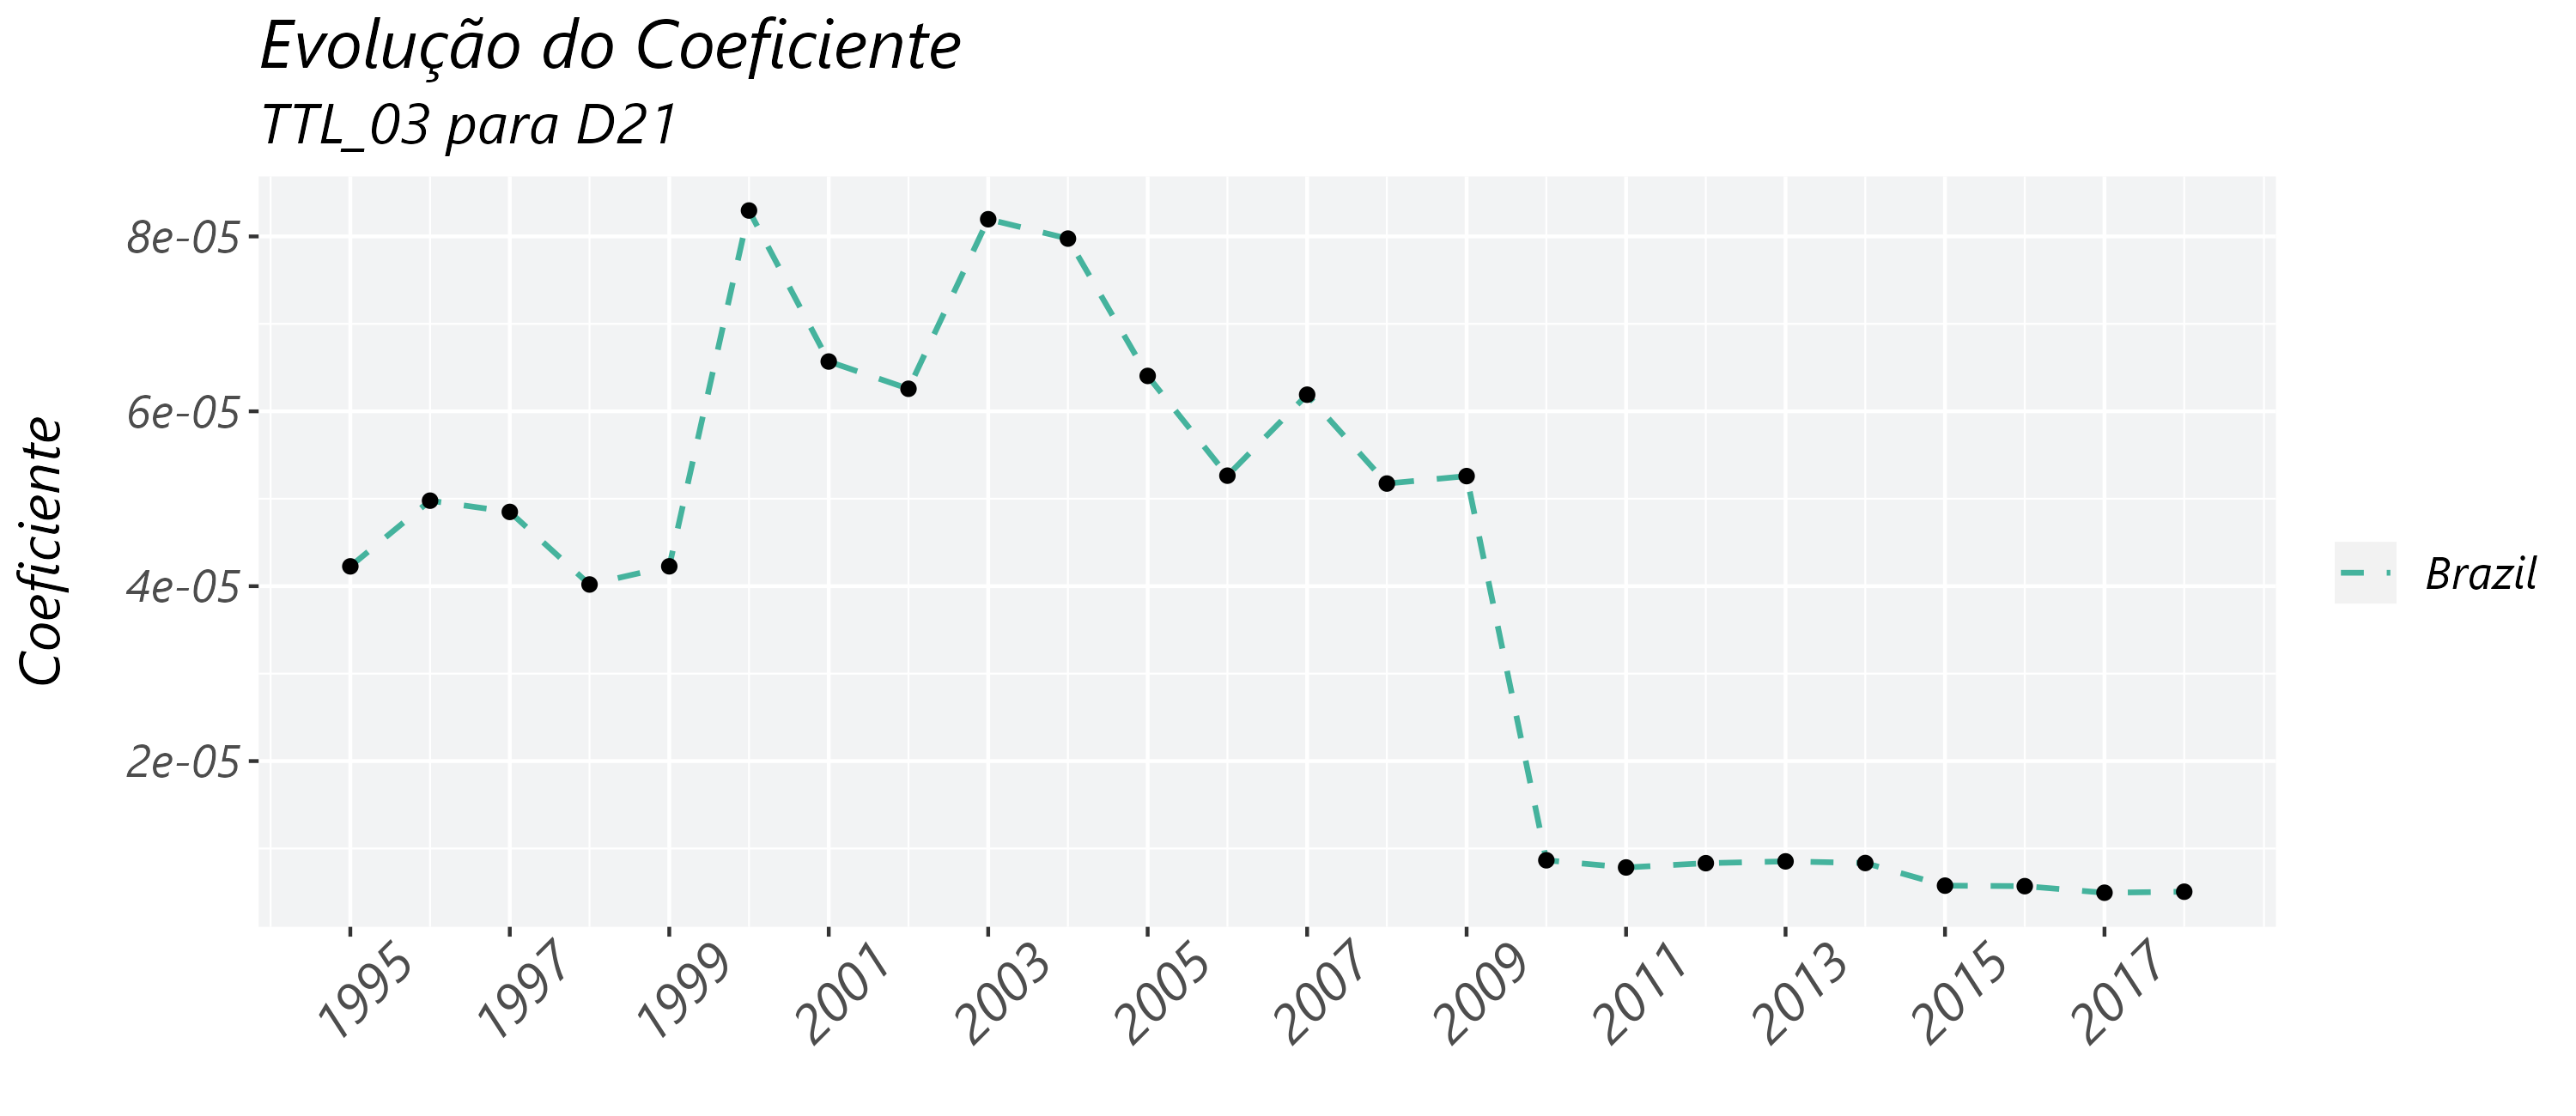 Evolução do Coeficiente
TTL_03 para D21
Coeficiente
8e-05
6e-05
4e-05
2e-05
1995
1997
1999
2001
2003
2005
2007
2009
2011
2013
2015
2017
Brazil